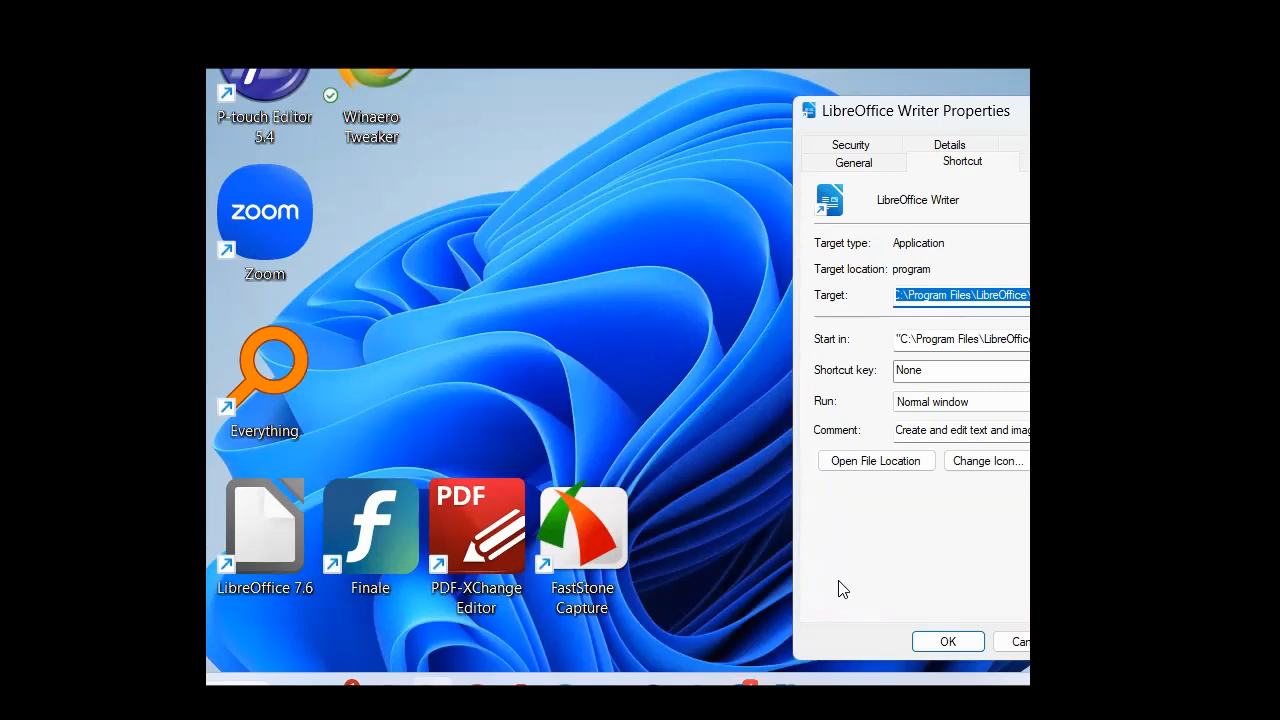 P-touch Editor
5.4
Winaero
Tweaker
zoom
Zoom
Everything
LibreOffice 7.6
f
Finale
PDF
PDF-XChange
Editor
FastStone
Capture
LibreOffice Writer Properties
Security
Details
General
Shortcut
LibreOffice Writer
Target type: Application
Target location: program
Target: C:\Program Files\LibreOffice\
Start in: "C:\Program Files\LibreOffice
Shortcut key: None
Run: Normal window
Comment: Create and edit text and imag
Open File Location
Change Icon...
OK
Can